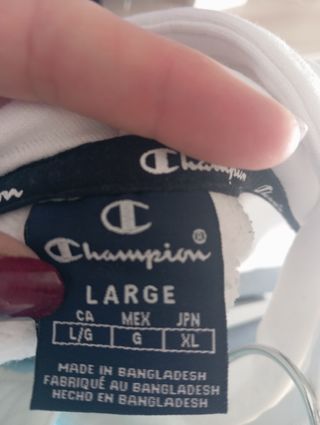 Champion
Champion®
LARGE
CA MEX JPN
L/G G XL
MADE IN BANGLADESH
FABRIQUÉ AU BANGLADESH
HECHO EN BANGLADESH